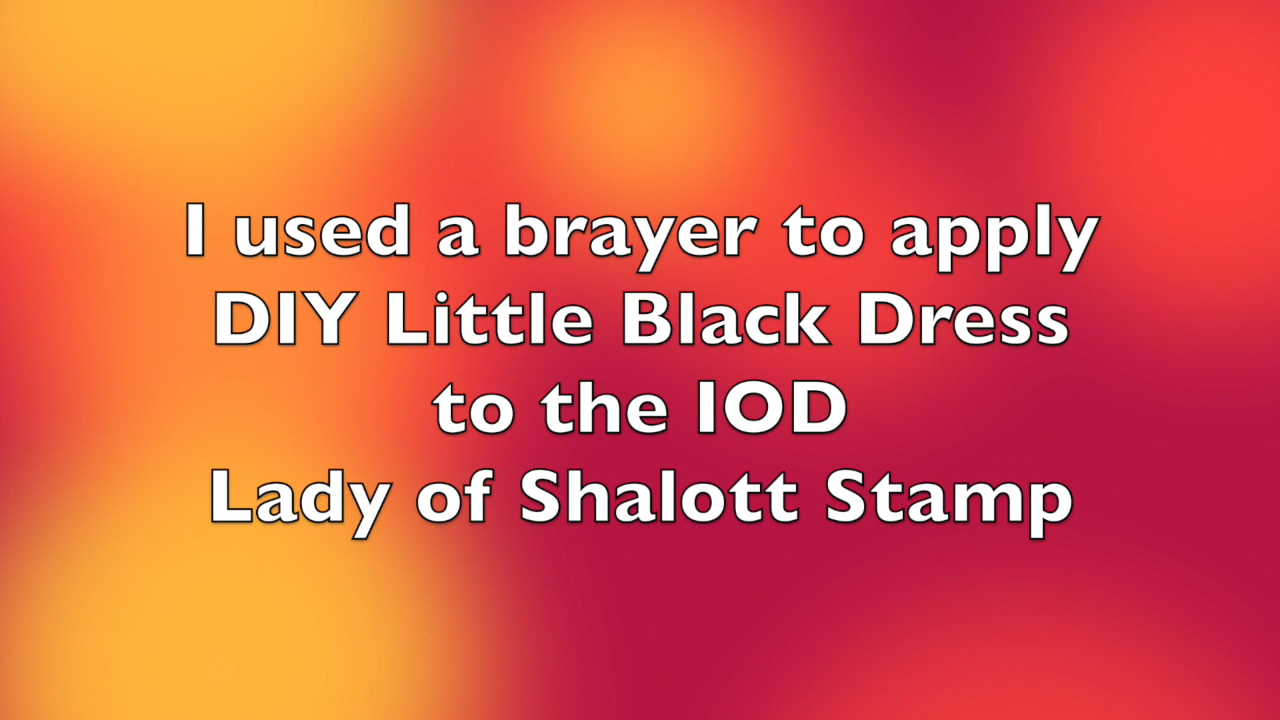 I used a brayer to apply
DIY Little Black Dress
to the IOD
Lady of Shalott Stamp